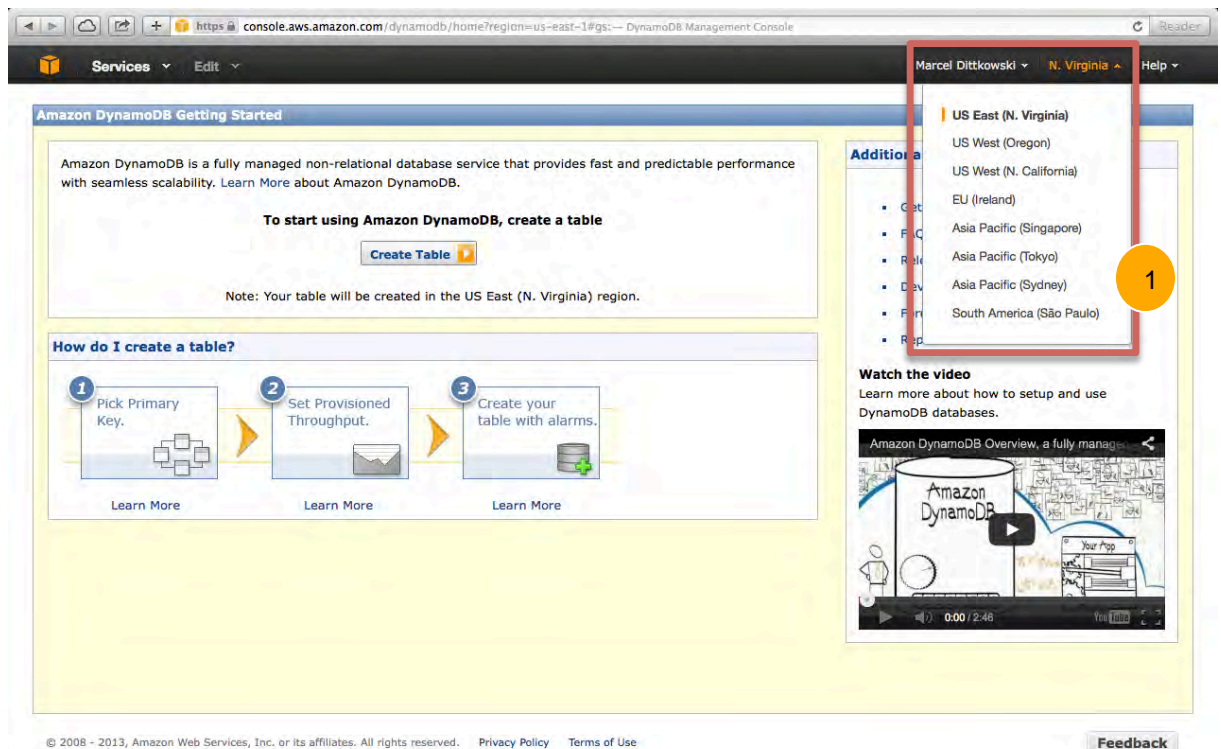 https console.aws.amazon.com/dynamodb/home?region=us-east-1#gs:— DynamoDB Management Console
Reader
Services Edit
Marcel Dittkowski N. Virginia Help
US East (N. Virginia)
US West (Oregon)
US West (N. California)
EU (Ireland)
Asia Pacific (Singapore)
Asia Pacific (Tokyo)
Asia Pacific (Sydney)
South America (São Paulo)
1
Amazon DynamoDB Getting Started
Amazon DynamoDB is a fully managed non-relational database service that provides fast and predictable performance
with seamless scalability. Learn More about Amazon DynamoDB.
To start using Amazon DynamoDB, create a table
Create Table
Note: Your table will be created in the US East (N. Virginia) region.
How do I create a table?
1
Pick Primary
Key.
Learn More
2
Set Provisioned
Throughput.
Learn More
3
Create your
table with alarms.
Learn More
Watch the video
Learn more about how to setup and use
DynamoDB databases.
Amazon DynamoDB Overview, a fully manage
Amazon
DynamoDB
Your App
0:00 / 2:46
YouTube
© 2008 - 2013, Amazon Web Services, Inc. or its affiliates. All rights reserved. Privacy Policy Terms of Use
Feedback